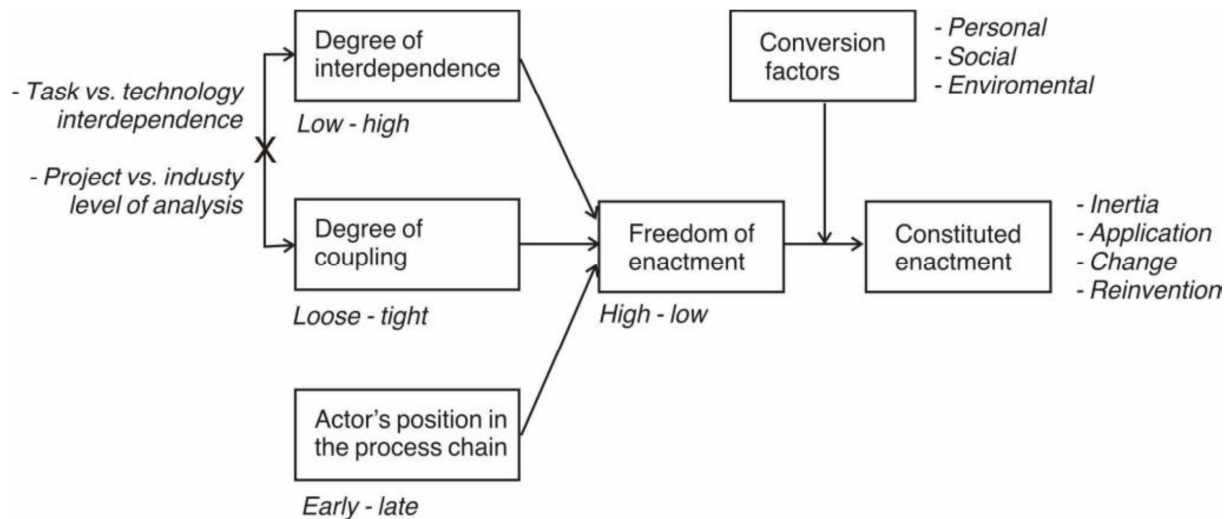 - Task vs. technology
interdependence
X
- Project vs. industy
level of analysis
Degree of
interdependence
Low - high
Degree of
coupling
Loose - tight
Actor's position in
the process chain
Early - late
Freedom of
enactment
High - low
Conversion
factors
- Personal
- Social
- Enviromental
Constituted
enactment
- Inertia
- Application
- Change
- Reinvention